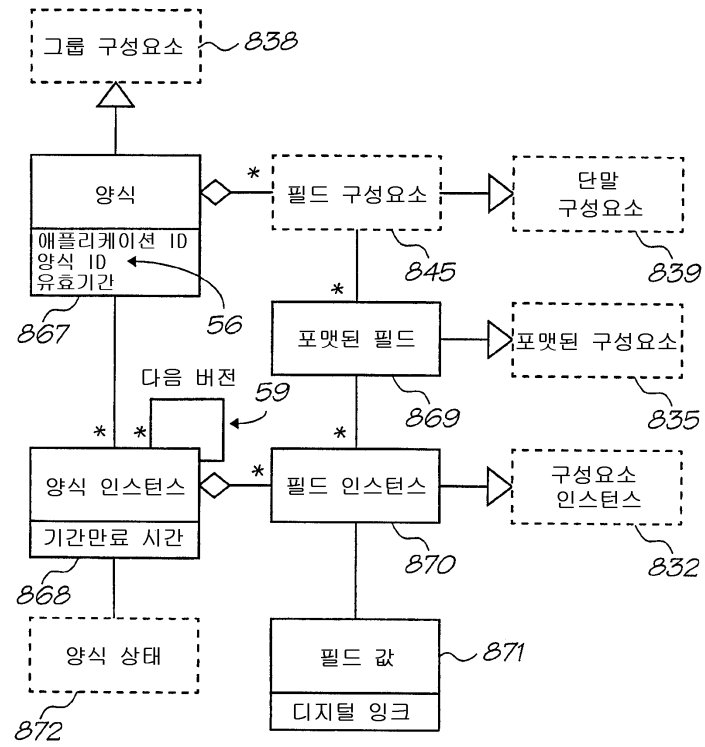 그룹 구성요소
838
양식
*
필드 구성요소
단말
구성요소
애플리케이션 ID
양식 ID
유효기간
845
839
867
56
*
포맷된 필드
포맷된 구성요소
다음 버전
59
869
835
*
*
*
양식 인스턴스
*
필드 인스턴스
구성요소
인스턴스
기간만료 시간
870
832
868
양식 상태
필드 값
871
872
디지털 잉크